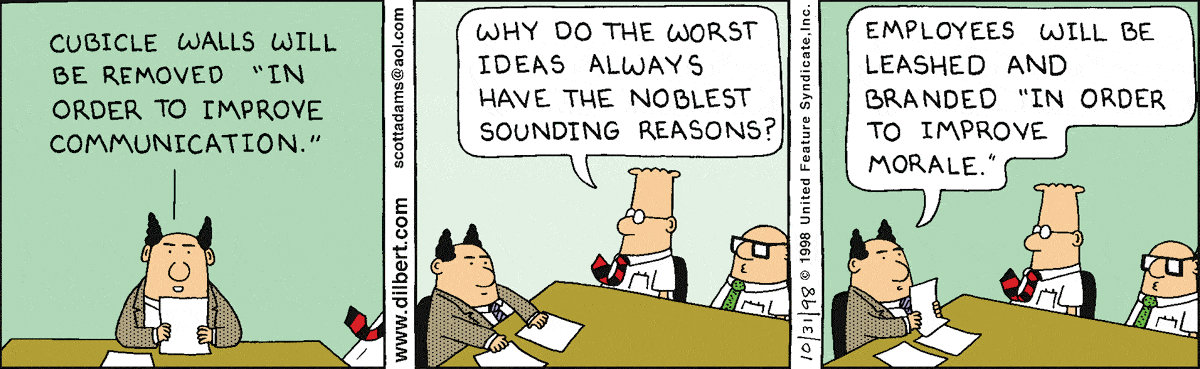 CUBICLE WALLS WILL
BE REMOVED "IN
ORDER TO IMPROVE
COMMUNICATION."
www.dilbert.com scottadams@aol.com
WHY DO THE WORST
IDEAS ALWAYS
HAVE THE NOBLEST
SOUNDING REASONS?
10/31/98 © 1998 United Feature Syndicate, Inc.
EMPLOYEES WILL BE
LEASHED AND
BRANDED "IN ORDER
TO IMPROVE
MORALE."